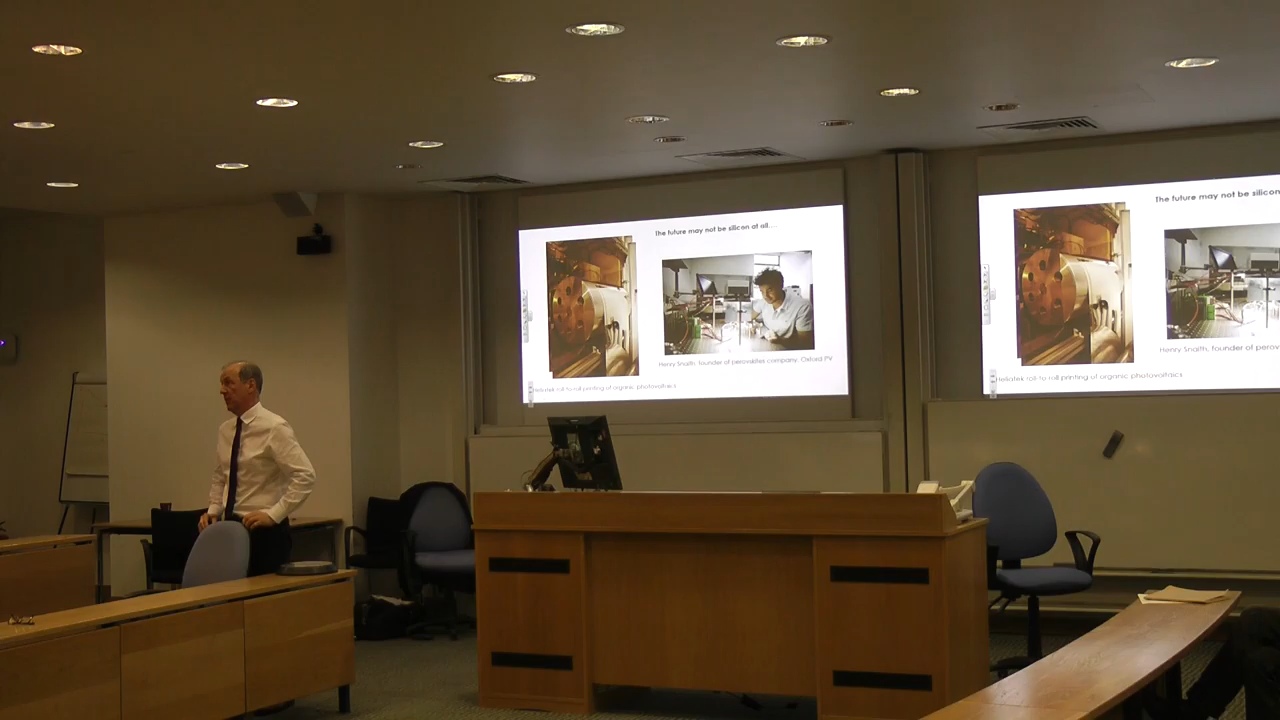 The future may not be silicon at all....
Henry Snaith, founder of perovskites company: Oxford PV
Heliatek roll to roll printing of organic photovoltaics
The future may not be silicon
Henry Snaith, founder of perov
Heliatek roll to roll printing of organic photovoltaics